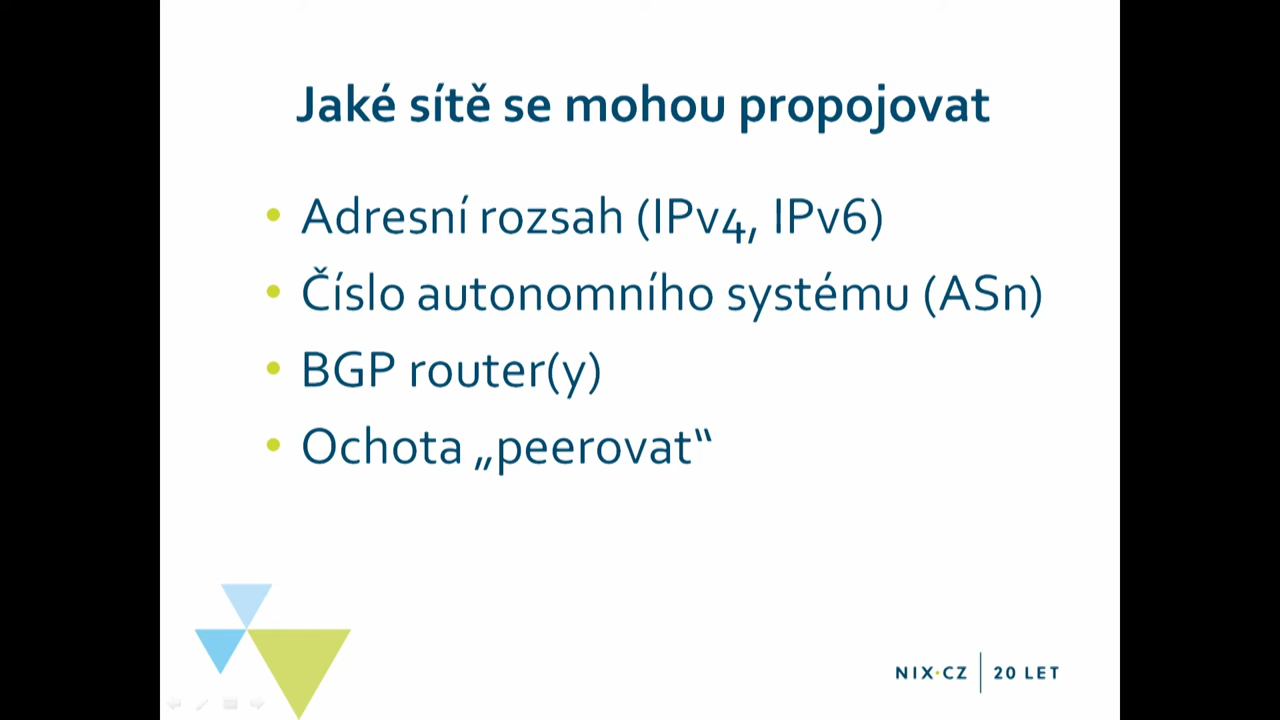 Jaké sítě se mohou propojovat
• Adresní rozsah (IPv4, IPv6)
• Číslo autonomního systému (ASn)
• BGP router(y)
• Ochota „peerovat“
NIX·CZ | 20 LET